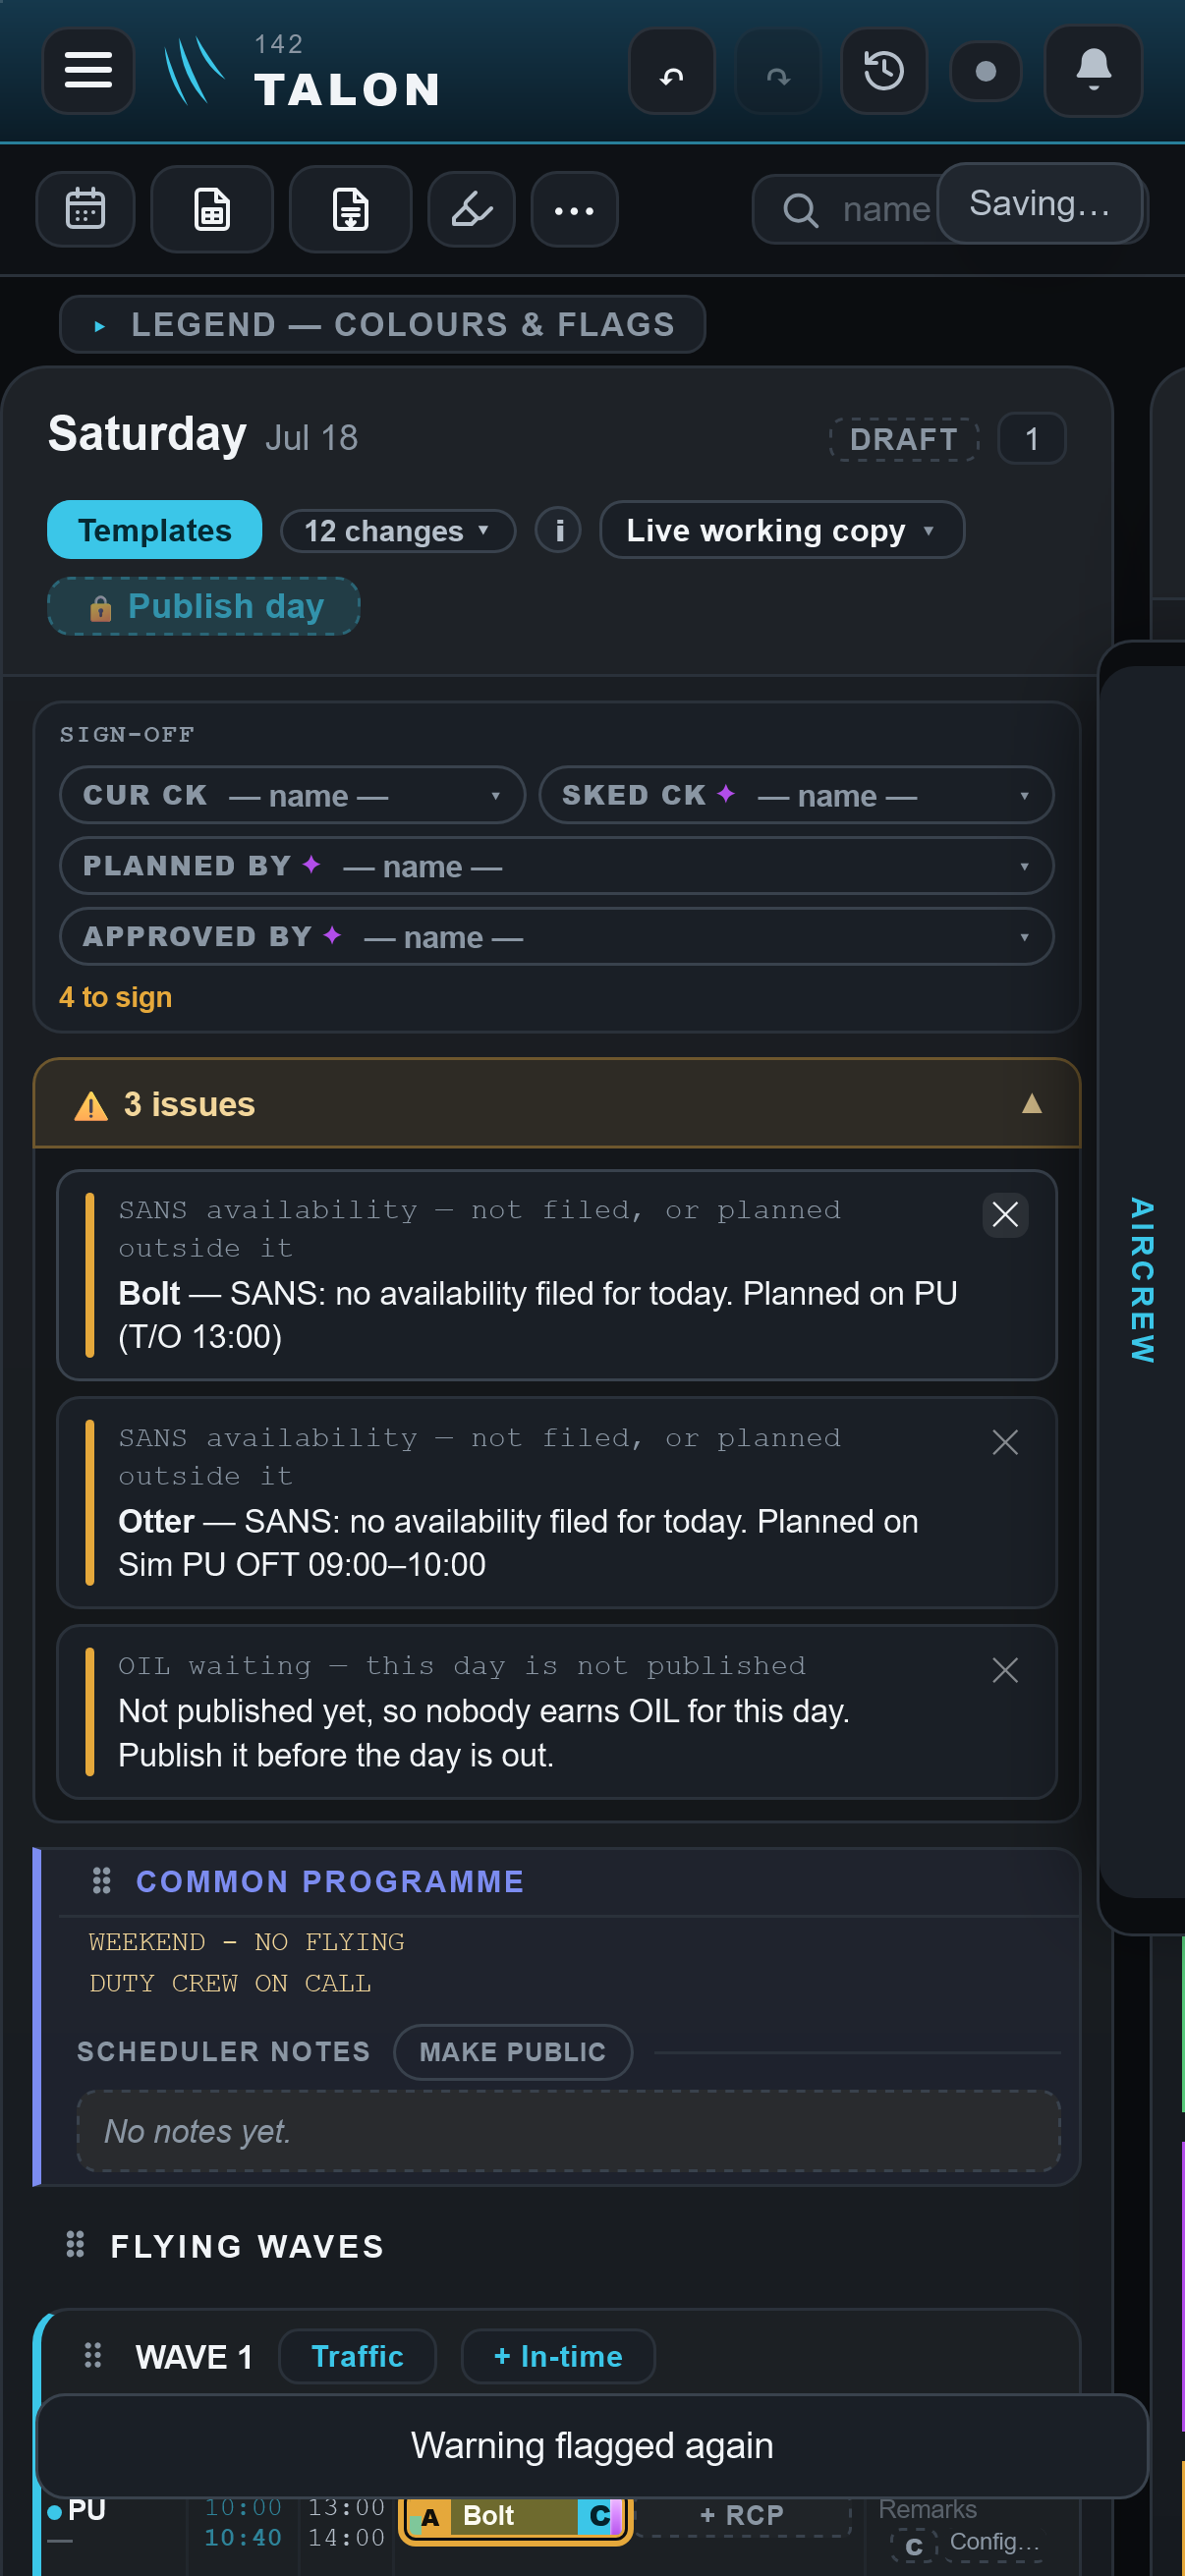 142
TALON
name
Saving...
▸ LEGEND — COLOURS & FLAGS
Saturday Jul 18
DRAFT
1
Templates
12 changes ▾
i
Live working copy ▾
Publish day
SIGN-OFF
CUR CK — name — ▾
SKED CK ✦ — name — ▾
PLANNED BY ✦ — name — ▾
APPROVED BY ✦ — name — ▾
4 to sign
3 issues ▲
SANS availability — not filed, or planned
outside it
Bolt — SANS: no availability filed for today. Planned on PU
(T/O 13:00)
SANS availability — not filed, or planned
outside it
Otter — SANS: no availability filed for today. Planned on
Sim PU OFT 09:00–10:00
OIL waiting — this day is not published
Not published yet, so nobody earns OIL for this day.
Publish it before the day is out.
AIRCREW
COMMON PROGRAMME
WEEKEND – NO FLYING
DUTY CREW ON CALL
SCHEDULER NOTES
MAKE PUBLIC
No notes yet.
FLYING WAVES
WAVE 1
Traffic
+ In-time
Warning flagged again
PU
—
10:00
10:40
13:00
14:00
A Bolt C
+ RCP
Remarks
C Config...